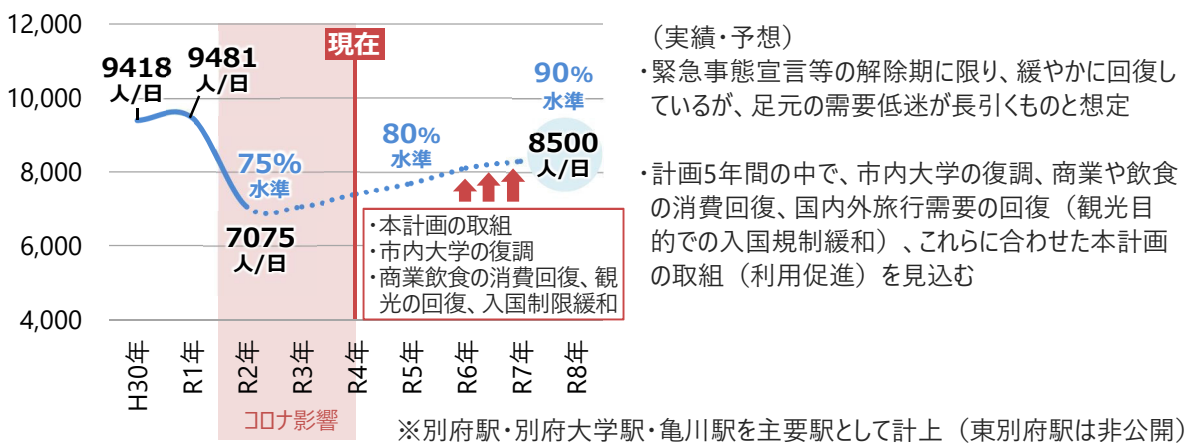 12,000
10,000
8,000
6,000
4,000
9418
人/日
9481
人/日
現在
75%
水準
7075
人/日
80%
水準
90%
水準
8500
人/日
・本計画の取組
・市内大学の復調
・商業飲食の消費回復、観
光の回復、入国制限緩和
H30年
R1年
R2年
R3年
R4年
R5年
R6年
R7年
R8年
コロナ影響
（実績・予想）
・緊急事態宣言等の解除期に限り、緩やかに回復し
ているが、足元の需要低迷が長引くものと想定
・計画5年間の中で、市内大学の復調、商業や飲食
の消費回復、国内外旅行需要の回復（観光目
的での入国規制緩和）、これらに合わせた本計画
の取組（利用促進）を見込む
※別府駅・別府大学駅・亀川駅を主要駅として計上（東別府駅は非公開）